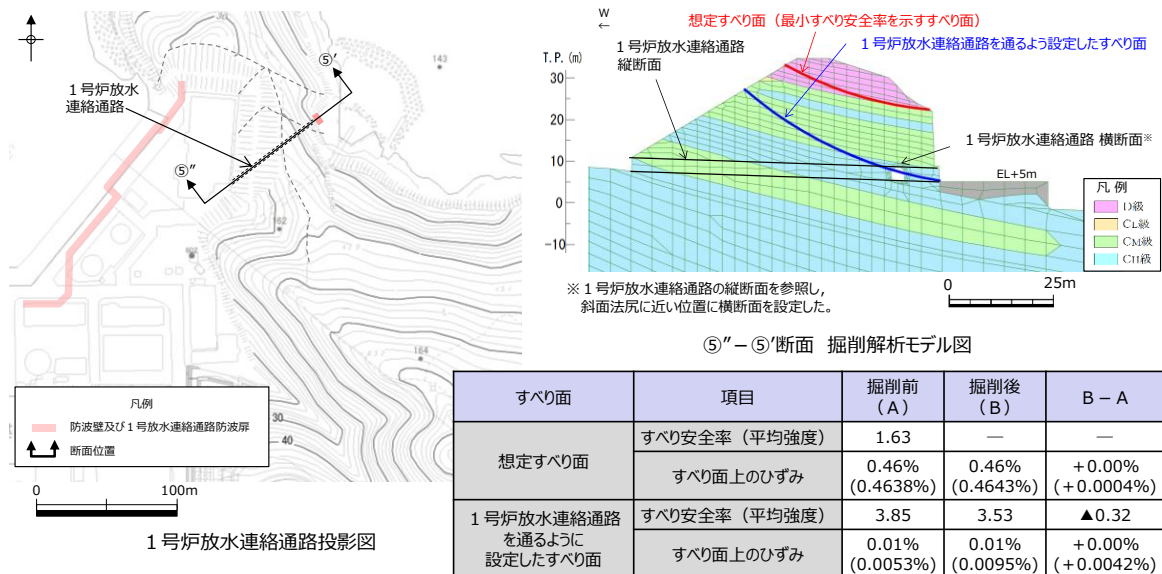 ⑤′
1号炉放水
連絡通路
⑤″
143
162
164
30
40
凡例
防波壁及び1号放水連絡通路防波扉
断面位置
0
100m
1号炉放水連絡通路投影図
W
←
想定すべり面（最小すべり安全率を示すすべり面）
1号炉放水連絡通路を通るよう設定したすべり面
1号炉放水連絡通路
縦断面
T.P.(m)
30
20
10
0
−10
1号炉放水連絡通路 横断面※
EL+5m
凡 例
D級
CL級
CM級
CH級
0
25m
※1号炉放水連絡通路の縦断面を参照し，
斜面法尻に近い位置に横断面を設定した。
⑤″−⑤′断面 掘削解析モデル図
すべり面 項目 掘削前（A） 掘削後（B） B−A
想定すべり面 すべり安全率（平均強度） 1.63 — —
すべり面上のひずみ 0.46% 0.46% +0.00%
(0.4638%) (0.4643%) (+0.0004%)
1号炉放水連絡通路
を通るように
設定したすべり面
すべり安全率（平均強度） 3.85 3.53 ▲0.32
すべり面上のひずみ 0.01% 0.01% +0.00%
(0.0053%) (0.0095%) (+0.0042%)